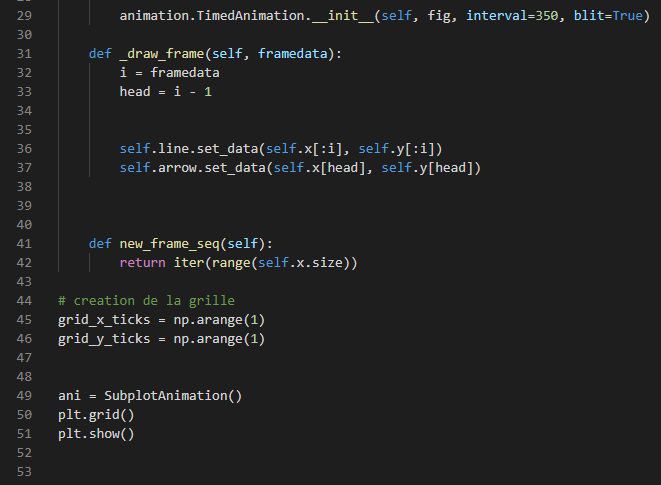 29 animation.TimedAnimation.__init__(self, fig, interval=350, blit=True)
30
31 def _draw_frame(self, framedata):
32 i = framedata
33 head = i - 1
34
35
36 self.line.set_data(self.x[:i], self.y[:i])
37 self.arrow.set_data(self.x[head], self.y[head])
38
39
40
41 def new_frame_seq(self):
42 return iter(range(self.x.size))
43
44 # creation de la grille
45 grid_x_ticks = np.arange(1)
46 grid_y_ticks = np.arange(1)
47
48
49 ani = SubplotAnimation()
50 plt.grid()
51 plt.show()
52
53